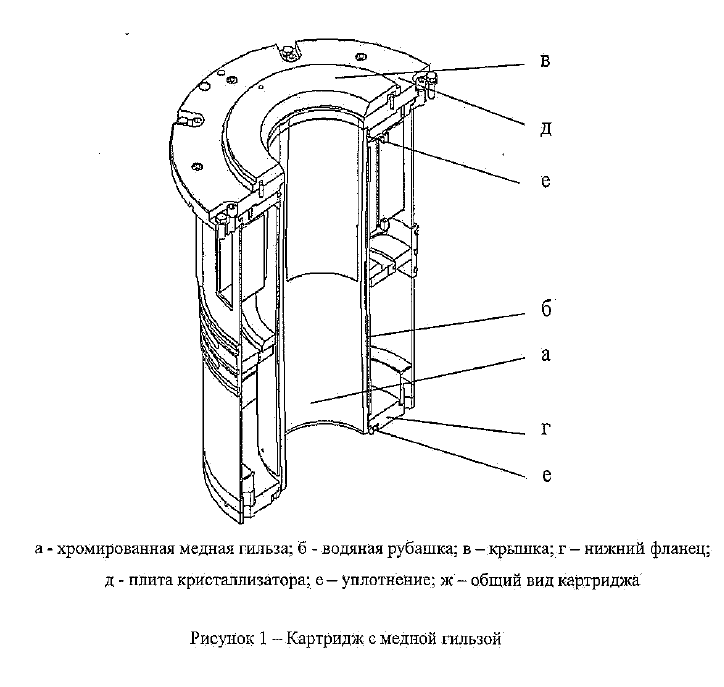 в
д
е
б
а
г
е
а - хромированная медная гильза; б - водяная рубашка; в – крышка; г – нижний фланец;
д - плита кристаллизатора; е – уплотнение; ж – общий вид картриджа
Рисунок 1 – Картридж с медной гильзой